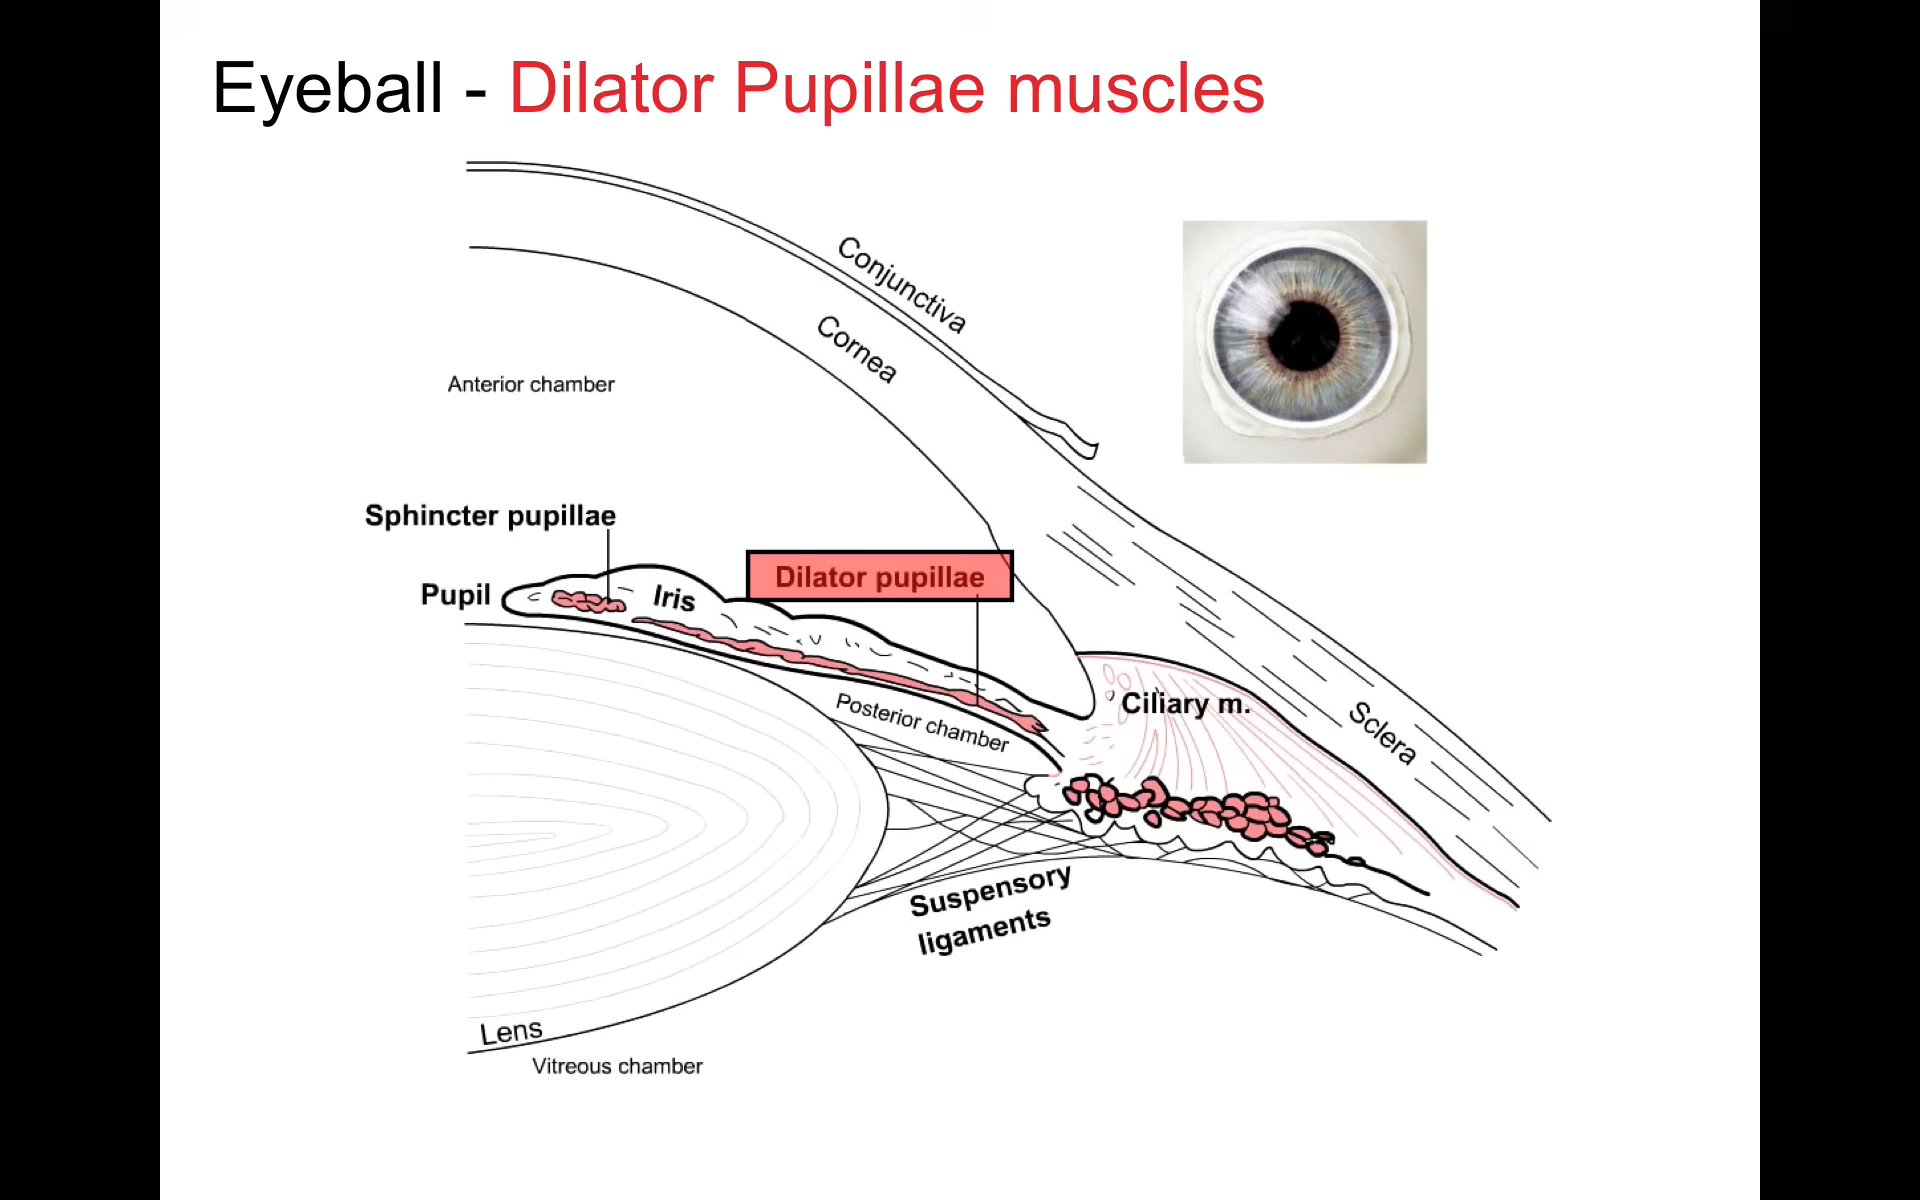 Eyeball - Dilator Pupillae muscles
Conjunctiva
Cornea
Anterior chamber
Sphincter pupillae
Dilator pupillae
Pupil
Iris
Posterior chamber
Ciliary m.
Sclera
Suspensory
ligaments
Lens
Vitreous chamber